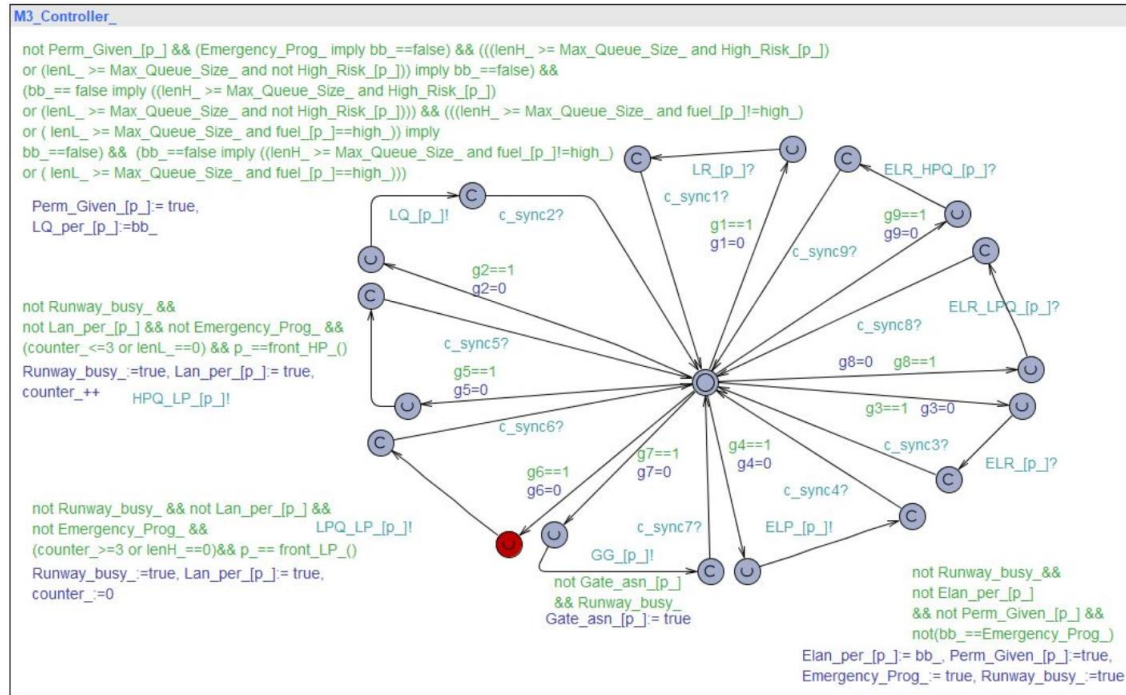 M3_Controller_
not Perm_Given_[p_] && (Emergency_Prog_ imply bb_==false) && (((lenH_ >= Max_Queue_Size_ and High_Risk_[p_])
or (lenL_ >= Max_Queue_Size_ and not High_Risk_[p_])) imply bb_==false) &&
(bb_== false imply ((lenH_ >= Max_Queue_Size_ and High_Risk_[p_])
or (lenL_ >= Max_Queue_Size_ and not High_Risk_[p_]))) && (((lenH_ >= Max_Queue_Size_ and fuel_[p_]!=high_)
or ( lenL_ >= Max_Queue_Size_ and fuel_[p_]==high_)) imply
bb_==false) && (bb_==false imply ((lenH_ >= Max_Queue_Size_ and fuel_[p_]!=high_)
or ( lenL_ >= Max_Queue_Size_ and fuel_[p_]==high_)))
Perm_Given_[p_]:= true,
LQ_per_[p_]:=bb_
LQ_[p_]!
c_sync2?
g2==1
g2=0
C
LR_[p_]?
c_sync1?
g1==1
g1=0
C
ELR_HPQ_[p_]?
g9==1
g9=0
c_sync9?
C
ELR_LPQ_[p_]?
c_sync8?
g8=0 g8==1
C
not Runway_busy_ &&
not Lan_per_[p_] && not Emergency_Prog_ &&
(counter_<=3 or lenL_==0) && p_==front_HP_()
Runway_busy_:=true, Lan_per_[p_]:= true,
counter_++
HPQ_LP_[p_]!
c_sync5?
g5==1
g5=0
C
g3==1 g3=0
c_sync3?
ELR_[p_]?
C
c_sync6?
g6==1
g6=0
C
LPQ_LP_[p_]!
not Runway_busy_ && not Lan_per_[p_] &&
not Emergency_Prog_ &&
(counter_>=3 or lenH_==0)&& p_== front_LP_()
Runway_busy_:=true, Lan_per_[p_]:= true,
counter_:=0
g7==1
g7=0
c_sync7?
GG_[p_]!
C
not Gate_asn_[p_]
&& Runway_busy_
Gate_asn_[p_]:= true
g4==1
g4=0
c_sync4?
ELP_[p_]!
C
not Runway_busy_&&
not Elan_per_[p_]
&& not Perm_Given_[p_] &&
not(bb_==Emergency_Prog_)
Elan_per_[p_]:= bb_, Perm_Given_[p_]:=true,
Emergency_Prog_:= true, Runway_busy_:=true